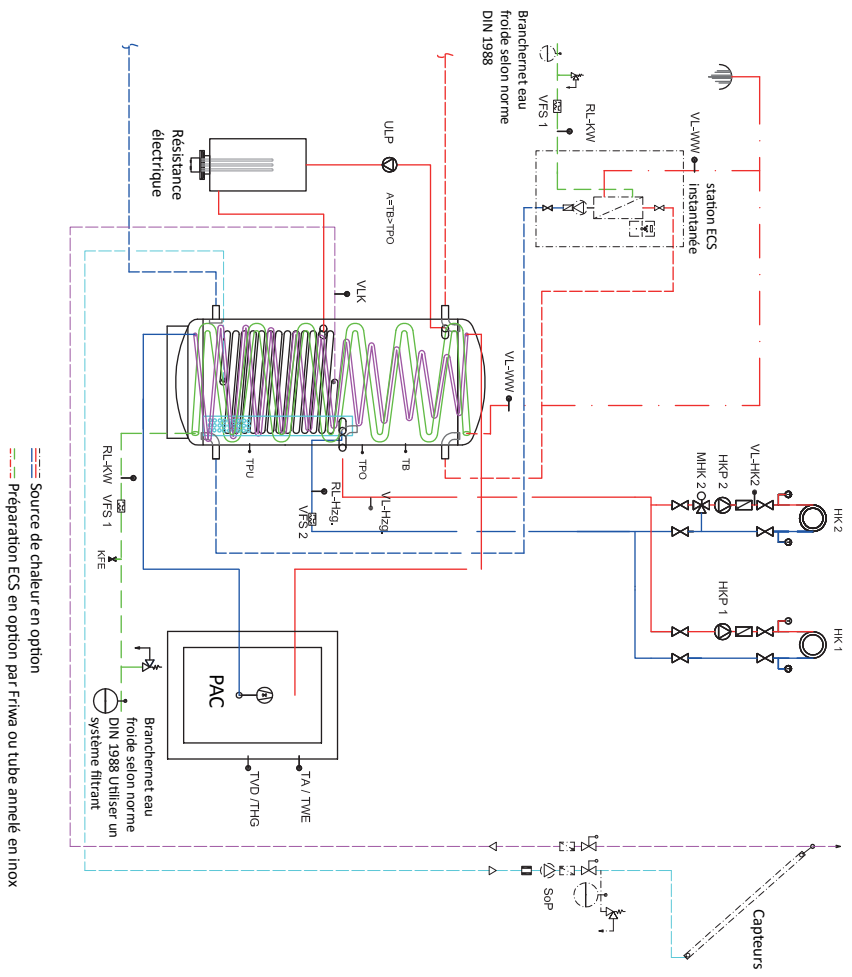 Branchernet eau
froide selon norme
DIN 1988
VFS 1
RL-KW
VL-WW
station ECS
instantanée
Résistance
électrique
ULP
A=TB>TPO
VLK
VL-WW
TPU
TPO
TB
RL-Hzg.
VFS 2
VL-Hzg.
RL-KW
VFS 1
KFE
VL-HK2
HKP 2
MHK 2
HK 2
HKP 1
HK 1
PAC
TVD /THG
TA / TWE
Branchernet eau
froide selon norme
DIN 1988 Utiliser un
système filtrant
SoP
Capteurs
Source de chaleur en option
Préparation ECS en option par Friwa ou tube annelé en inox